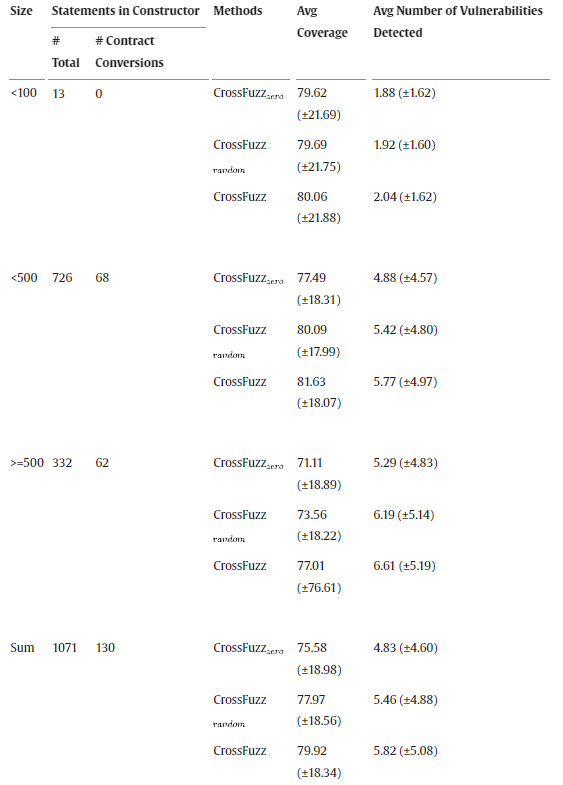 Size Statements in Constructor Methods Avg Avg Number of Vulnerabilities
# # Contract Coverage Detected
Total Conversions
<100 13 0 CrossFuzzzero 79.62 1.88 (±1.62)
(±21.69)
CrossFuzz 79.69 1.92 (±1.60)
random (±21.75)
CrossFuzz 80.06 2.04 (±1.62)
(±21.88)
<500 726 68 CrossFuzzzero 77.49 4.88 (±4.57)
(±18.31)
CrossFuzz 80.09 5.42 (±4.80)
random (±17.99)
CrossFuzz 81.63 5.77 (±4.97)
(±18.07)
>=500 332 62 CrossFuzzzero 71.11 5.29 (±4.83)
(±18.89)
CrossFuzz 73.56 6.19 (±5.14)
random (±18.22)
CrossFuzz 77.01 6.61 (±5.19)
(±76.61)
Sum 1071 130 CrossFuzzzero 75.58 4.83 (±4.60)
(±18.98)
CrossFuzz 77.97 5.46 (±4.88)
random (±18.56)
CrossFuzz 79.92 5.82 (±5.08)
(±18.34)